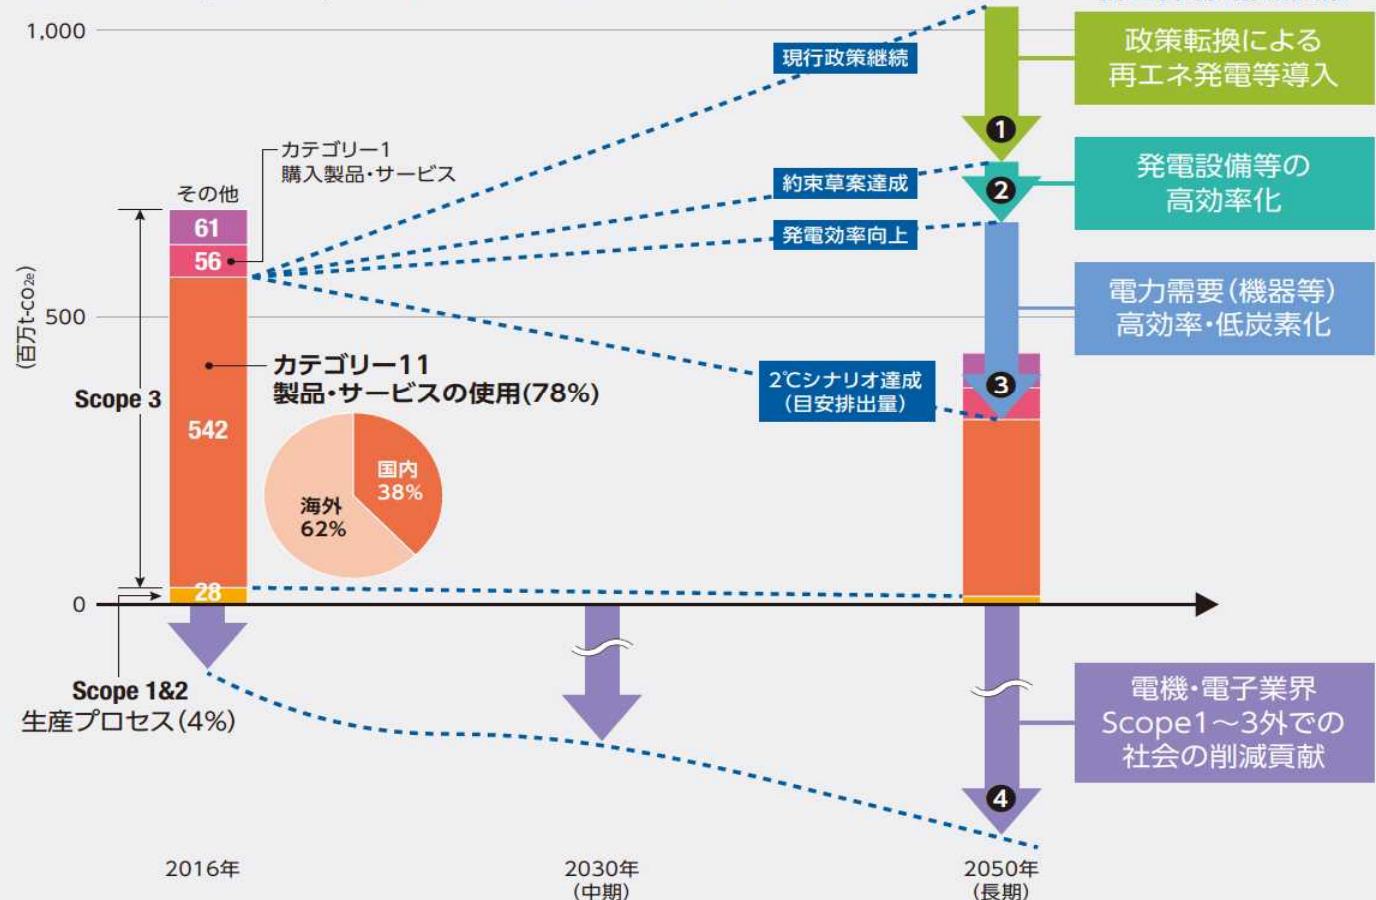 1,000
500
0
(百万t-co2e)
現行政策継続
約束草案達成
発電効率向上
2℃シナリオ達成
(目安排出量)
政策転換による
再エネ発電等導入
発電設備等の
高効率化
電力需要(機器等)
高効率・低炭素化
電機・電子業界
Scope1〜3外での
社会の削減貢献
❶
❷
❸
❹
カテゴリー1
購入製品・サービス
その他
61
56
542
28
カテゴリー11
製品・サービスの使用(78%)
国内
38%
海外
62%
Scope 3
Scope 1&2
生産プロセス(4%)
2016年
2030年
(中期)
2050年
(長期)